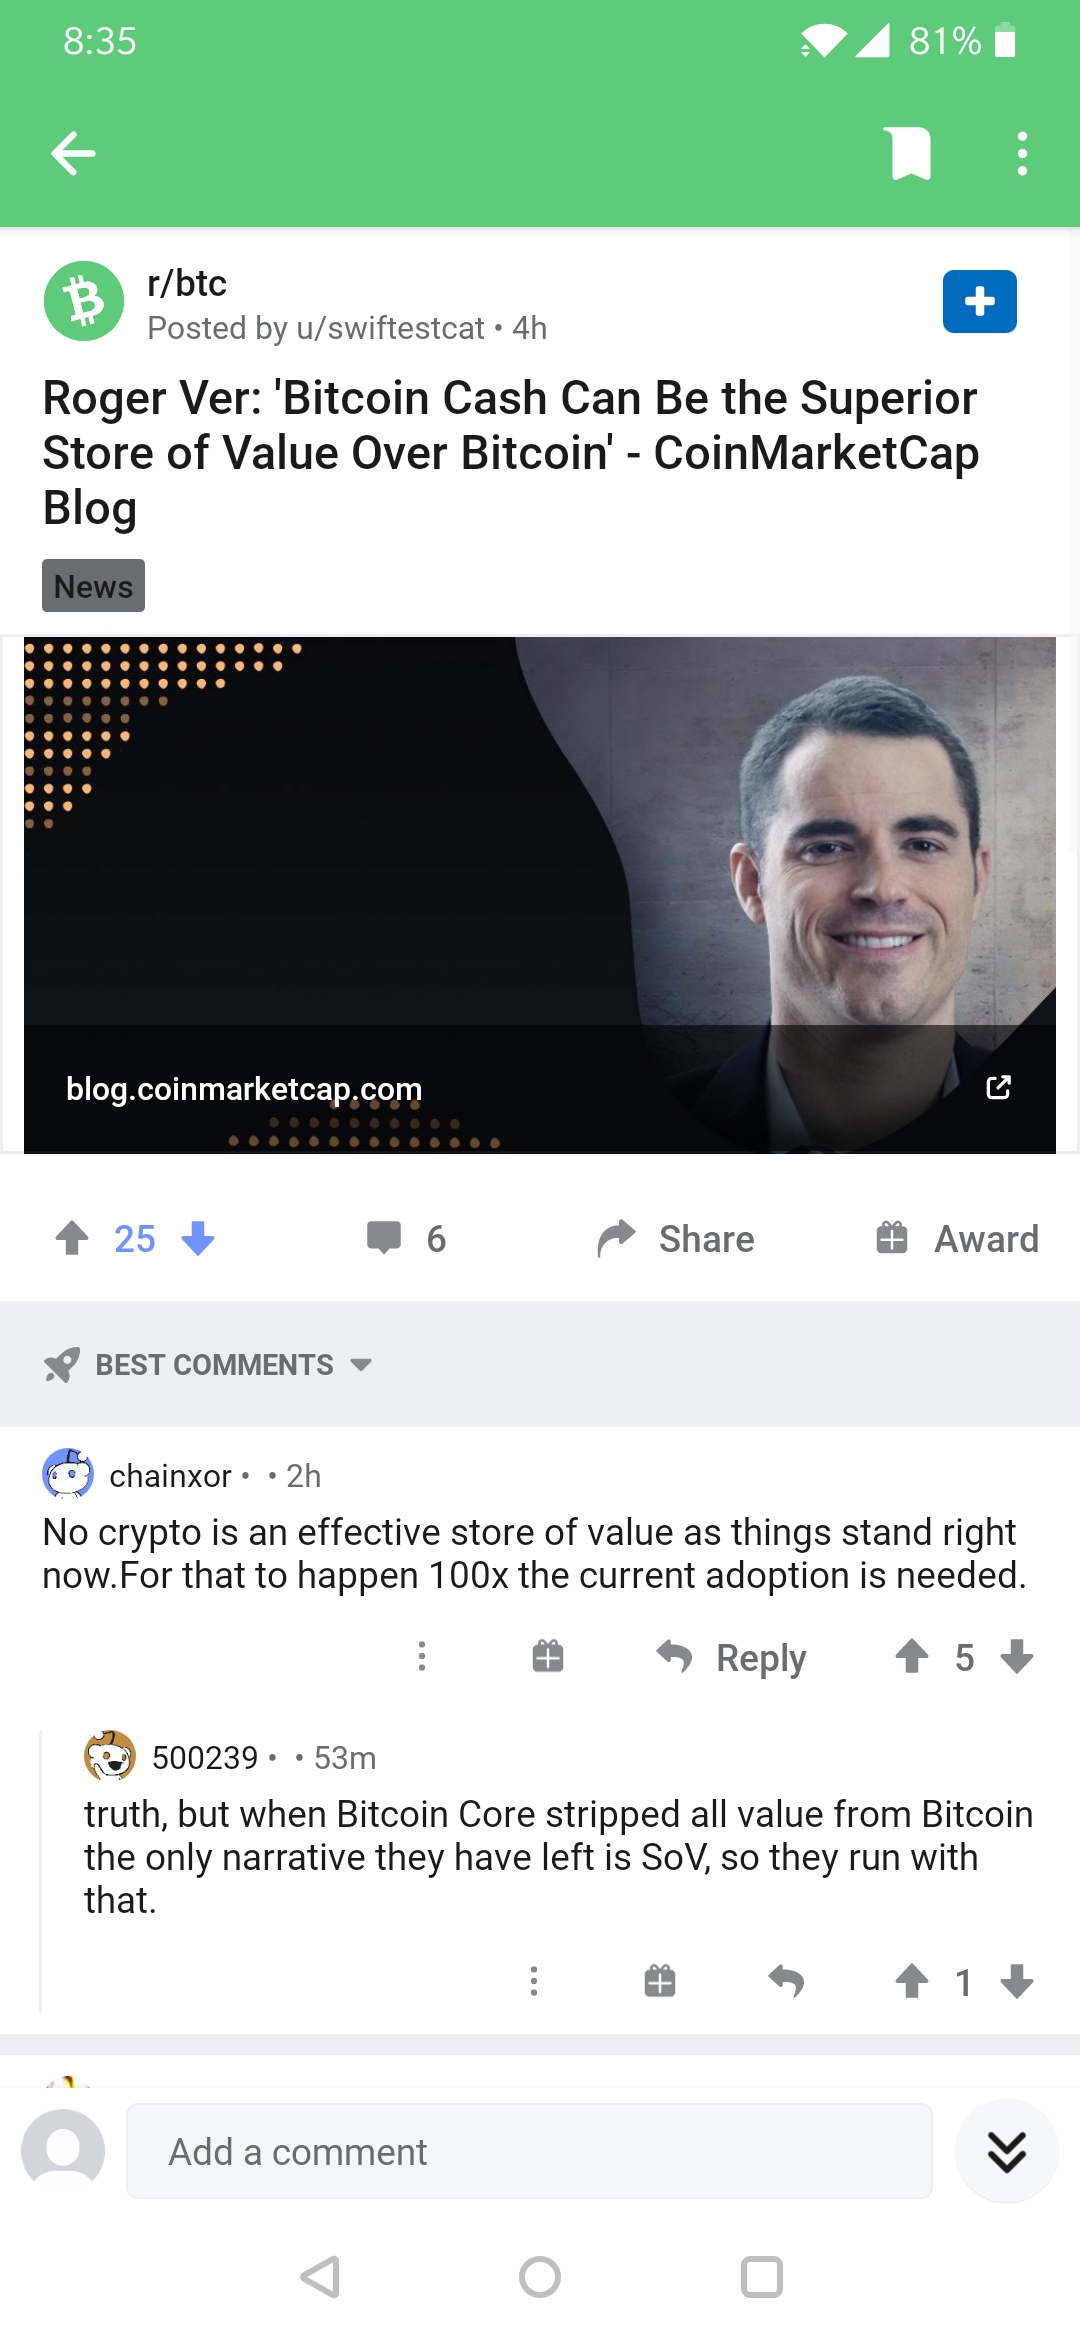 8:35
81%
r/btc
Posted by u/swiftestcat • 4h
Roger Ver: 'Bitcoin Cash Can Be the Superior
Store of Value Over Bitcoin' - CoinMarketCap
Blog
News
blog.coinmarketcap.com
25
6
Share
Award
BEST COMMENTS
chainxor • • 2h
No crypto is an effective store of value as things stand right
now.For that to happen 100x the current adoption is needed.
Reply
5
500239 • • 53m
truth, but when Bitcoin Core stripped all value from Bitcoin
the only narrative they have left is SoV, so they run with
that.
1
Add a comment